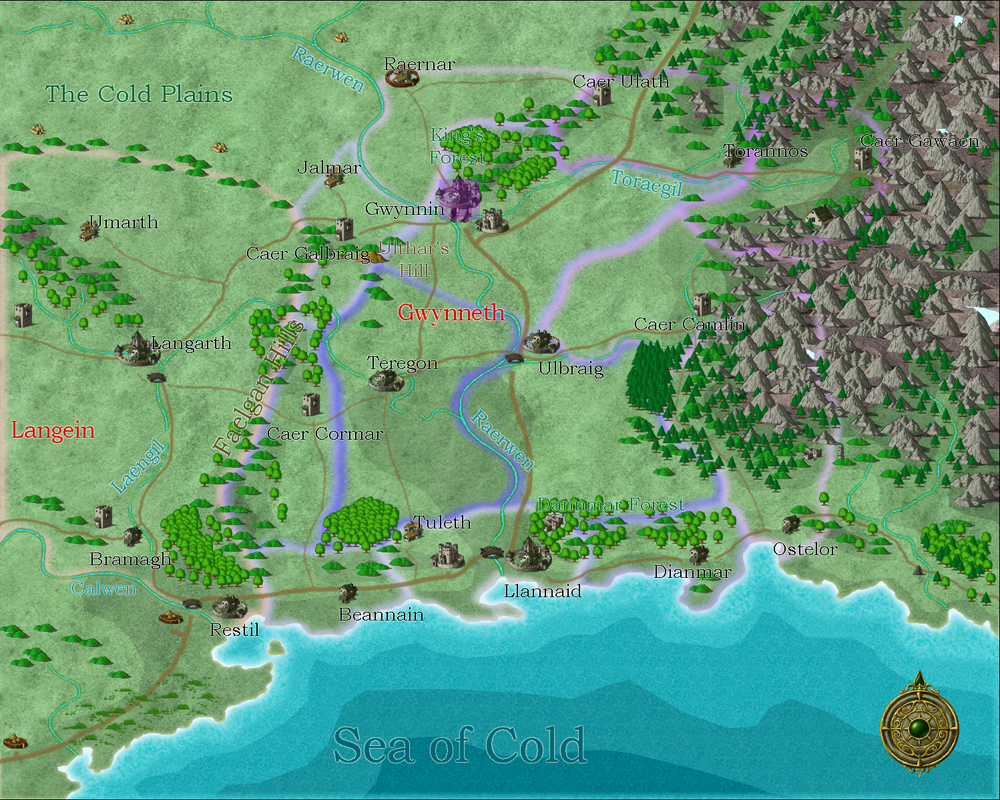 Raerwen
Raernar
Caer Ulath
The Cold Plains
King's
Forest
Torannos
Caer Gawaen
Jalmar
Toraegil
Gwynnin
Umarth
Caer Galbraig
Ulthar's
Hill
Gwynneth
Caer Camlin
Langarth
Teregon
Ulbraig
Faelgan Hills
Langein
Caer Cormar
Raerwen
Laengil
Dammar Forest
Tuleth
Bramagh
Ostelor
Dianmar
Calwen
Llannaid
Beannain
Restil
Sea of Cold